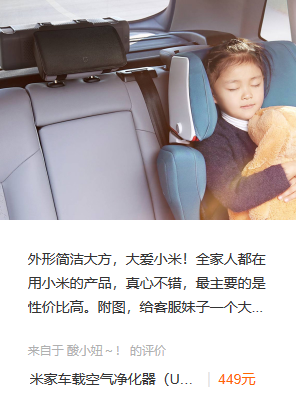 外形简洁大方，大爱小米！全家人都在
用小米的产品，真心不错，最主要的是
性价比高。附图，给客服妹子一个大...
来自于 酸小妞～！ 的评价
米家车载空气净化器（U... | 449元